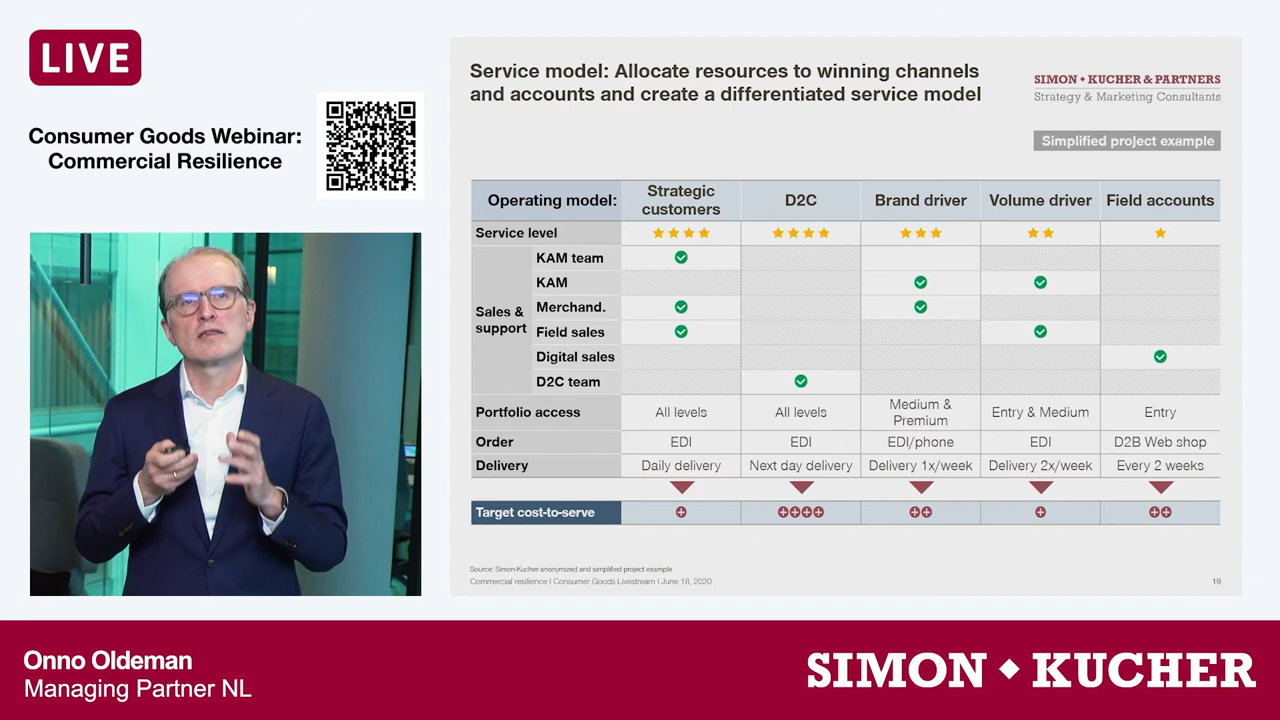 LIVE
Consumer Goods Webinar:
Commercial Resilience
Service model: Allocate resources to winning channels
and accounts and create a differentiated service model
SIMON • KUCHER & PARTNERS
Strategy & Marketing Consultants
Simplified project example
Operating model: Strategic customers D2C Brand driver Volume driver Field accounts
Service level
Sales & support
KAM team
KAM
Merchand.
Field sales
Digital sales
D2C team
Portfolio access All levels All levels Medium & Premium Entry & Medium Entry
Order EDI EDI EDI/phone EDI D2B Web shop
Delivery Daily delivery Next day delivery Delivery 1x/week Delivery 2x/week Every 2 weeks
Target cost-to-serve
Source: Simon-Kucher anonymized and simplified project example
Commercial resilience I Consumer Goods Livestream I June 18, 2020
19
Onno Oldeman
Managing Partner NL
SIMON • KUCHER